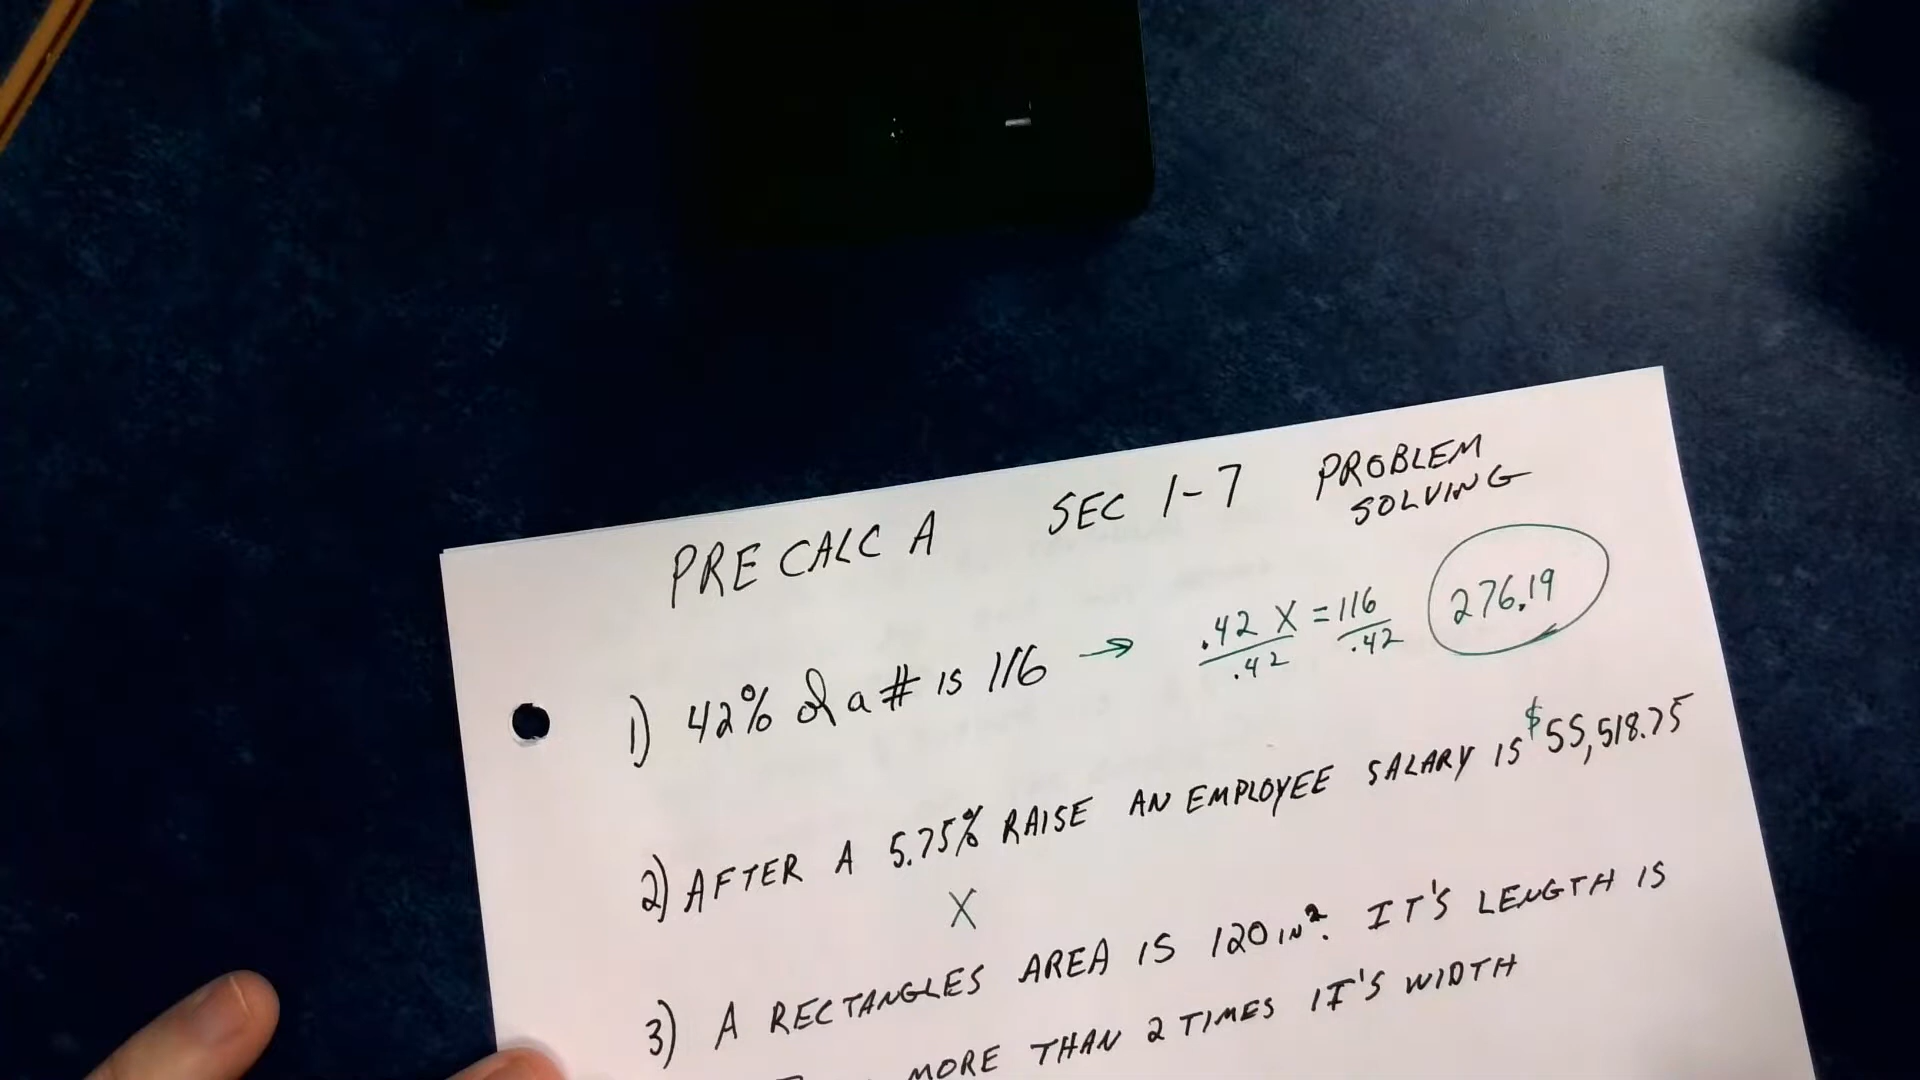 PRE CALC A SEC 1-7 PROBLEM
SOLVING
1) 42% of a # is 116 → .42 X = 116 276.19
.42 .42
2) AFTER A 5.75% RAISE AN EMPLOYEE SALARY IS $55,518.75
X
3) A RECTANGLES AREA IS 120 IN². IT'S LENGTH IS
MORE THAN 2 TIMES IT'S WIDTH